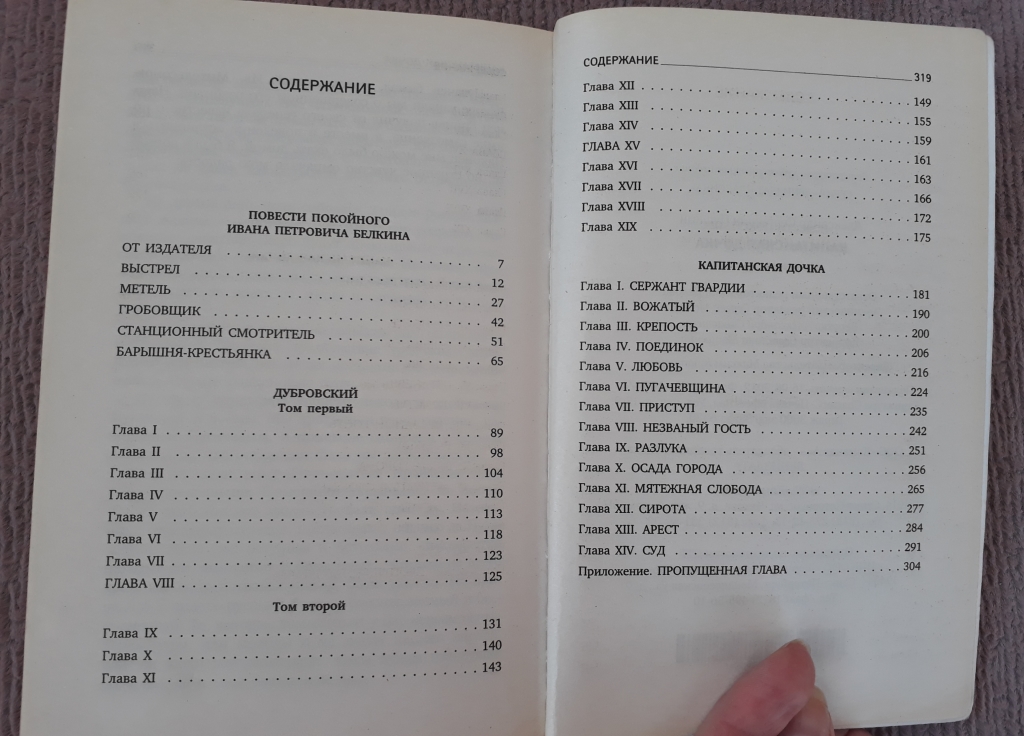 СОДЕРЖАНИЕ
ПОВЕСТИ ПОКОЙНОГО
ИВАНА ПЕТРОВИЧА БЕЛКИНА
ОТ ИЗДАТЕЛЯ . . . . . . . . . . . . . . . . . . . . 7
ВЫСТРЕЛ . . . . . . . . . . . . . . . . . . . . 12
МЕТЕЛЬ . . . . . . . . . . . . . . . . . . . . 27
ГРОБОВЩИК . . . . . . . . . . . . . . . . . . . . 42
СТАНЦИОННЫЙ СМОТРИТЕЛЬ . . . . . . . . . . . . 51
БАРЫШНЯ-КРЕСТЬЯНКА . . . . . . . . . . . . . . 65
ДУБРОВСКИЙ
Том первый
Глава I . . . . . . . . . . . . . . . . . . . . 89
Глава II . . . . . . . . . . . . . . . . . . . . 98
Глава III . . . . . . . . . . . . . . . . . . . . 104
Глава IV . . . . . . . . . . . . . . . . . . . . 110
Глава V . . . . . . . . . . . . . . . . . . . . 113
Глава VI . . . . . . . . . . . . . . . . . . . . 118
Глава VII . . . . . . . . . . . . . . . . . . . . 123
ГЛАВА VIII . . . . . . . . . . . . . . . . . . . . 125
Том второй
Глава IX . . . . . . . . . . . . . . . . . . . . 131
Глава X . . . . . . . . . . . . . . . . . . . . 140
Глава XI . . . . . . . . . . . . . . . . . . . . 143
СОДЕРЖАНИЕ 319
Глава XII . . . . . . . . . . . . . . . . . . . . 149
Глава XIII . . . . . . . . . . . . . . . . . . . . 155
Глава XIV . . . . . . . . . . . . . . . . . . . . 159
ГЛАВА XV . . . . . . . . . . . . . . . . . . . . 161
Глава XVI . . . . . . . . . . . . . . . . . . . . 163
Глава XVII . . . . . . . . . . . . . . . . . . . . 166
Глава XVIII . . . . . . . . . . . . . . . . . . . . 172
Глава XIX . . . . . . . . . . . . . . . . . . . . 175
КАПИТАНСКАЯ ДОЧКА
Глава I. СЕРЖАНТ ГВАРДИИ . . . . . . . . . . . . 181
Глава II. ВОЖАТЫЙ . . . . . . . . . . . . . . . . 190
Глава III. КРЕПОСТЬ . . . . . . . . . . . . . . . . 200
Глава IV. ПОЕДИНОК . . . . . . . . . . . . . . . . 206
Глава V. ЛЮБОВЬ . . . . . . . . . . . . . . . . 216
Глава VI. ПУГАЧЕВЩИНА . . . . . . . . . . . . . . 224
Глава VII. ПРИСТУП . . . . . . . . . . . . . . . . 235
Глава VIII. НЕЗВАНЫЙ ГОСТЬ . . . . . . . . . . . . 242
Глава IX. РАЗЛУКА . . . . . . . . . . . . . . . . 251
Глава X. ОСАДА ГОРОДА . . . . . . . . . . . . . . 256
Глава XI. МЯТЕЖНАЯ СЛОБОДА . . . . . . . . . . . . 265
Глава XII. СИРОТА . . . . . . . . . . . . . . . . 277
Глава XIII. АРЕСТ . . . . . . . . . . . . . . . . 284
Глава XIV. СУД . . . . . . . . . . . . . . . . . . 291
Приложение. ПРОПУЩЕННАЯ ГЛАВА . . . . . . . . . . 304